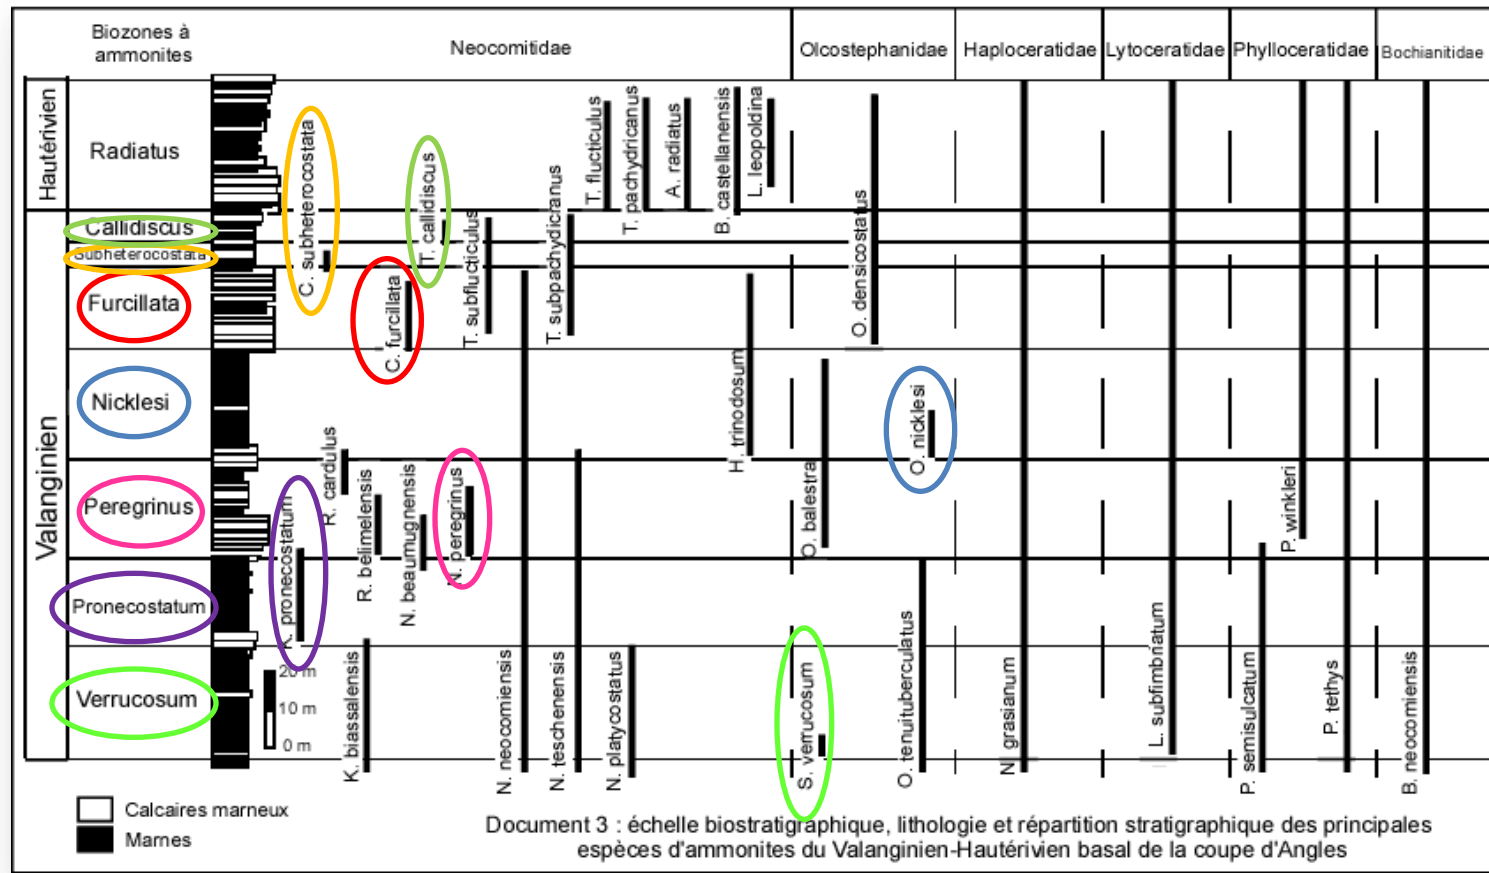 Biozones à
ammonites
Neocomitidae
Olcostephanidae
Haploceratidae
Lytoceratidae
Phylloceratidae
Bochianitidae
Hautérivien
Valanginien
Radiatus
Callidiscus
Subheterocostata
Furcillata
Nicklesi
Peregrinus
Pronecostatum
Verrucosum
20 m
10 m
0 m
C. subheterocostata
T. callidiscus
C. furcillata
T. subflucticulus
T. subpachydicranus
T. flucticulus
T. pachydricanus
A. radiatus
B. castellanensis
L. leopoldina
O. densicostatus
H. trinodosum
O. nicklesi
R. cardulus
R. belimelensis
N. beaumugnensis
N. peregrinus
K. pronecostatum
O. balestra
P. winkleri
K. biassalensis
N. neocomiensis
N. teschenensis
N. platycostatus
S. verrucosum
O. tenuituberculatus
N. grasianum
L. subfimbriatum
P. semisulcatum
P. tethys
B. neocomiensis
Calcaires marneux
Marnes
Document 3 : échelle biostratigraphique, lithologie et répartition stratigraphique des principales
espèces d'ammonites du Valanginien-Hautérivien basal de la coupe d'Angles